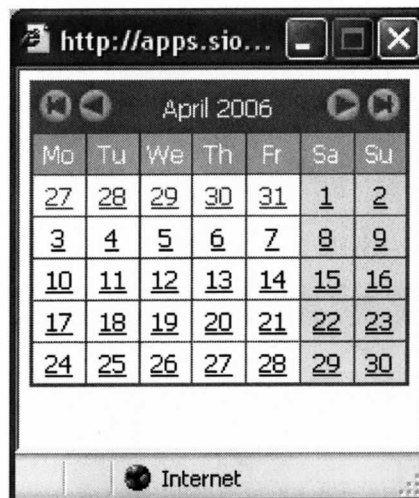 http://apps.sio...
April 2006
Mo Tu We Th Fr Sa Su
27 28 29 30 31 1 2
3 4 5 6 7 8 9
10 11 12 13 14 15 16
17 18 19 20 21 22 23
24 25 26 27 28 29 30
Internet